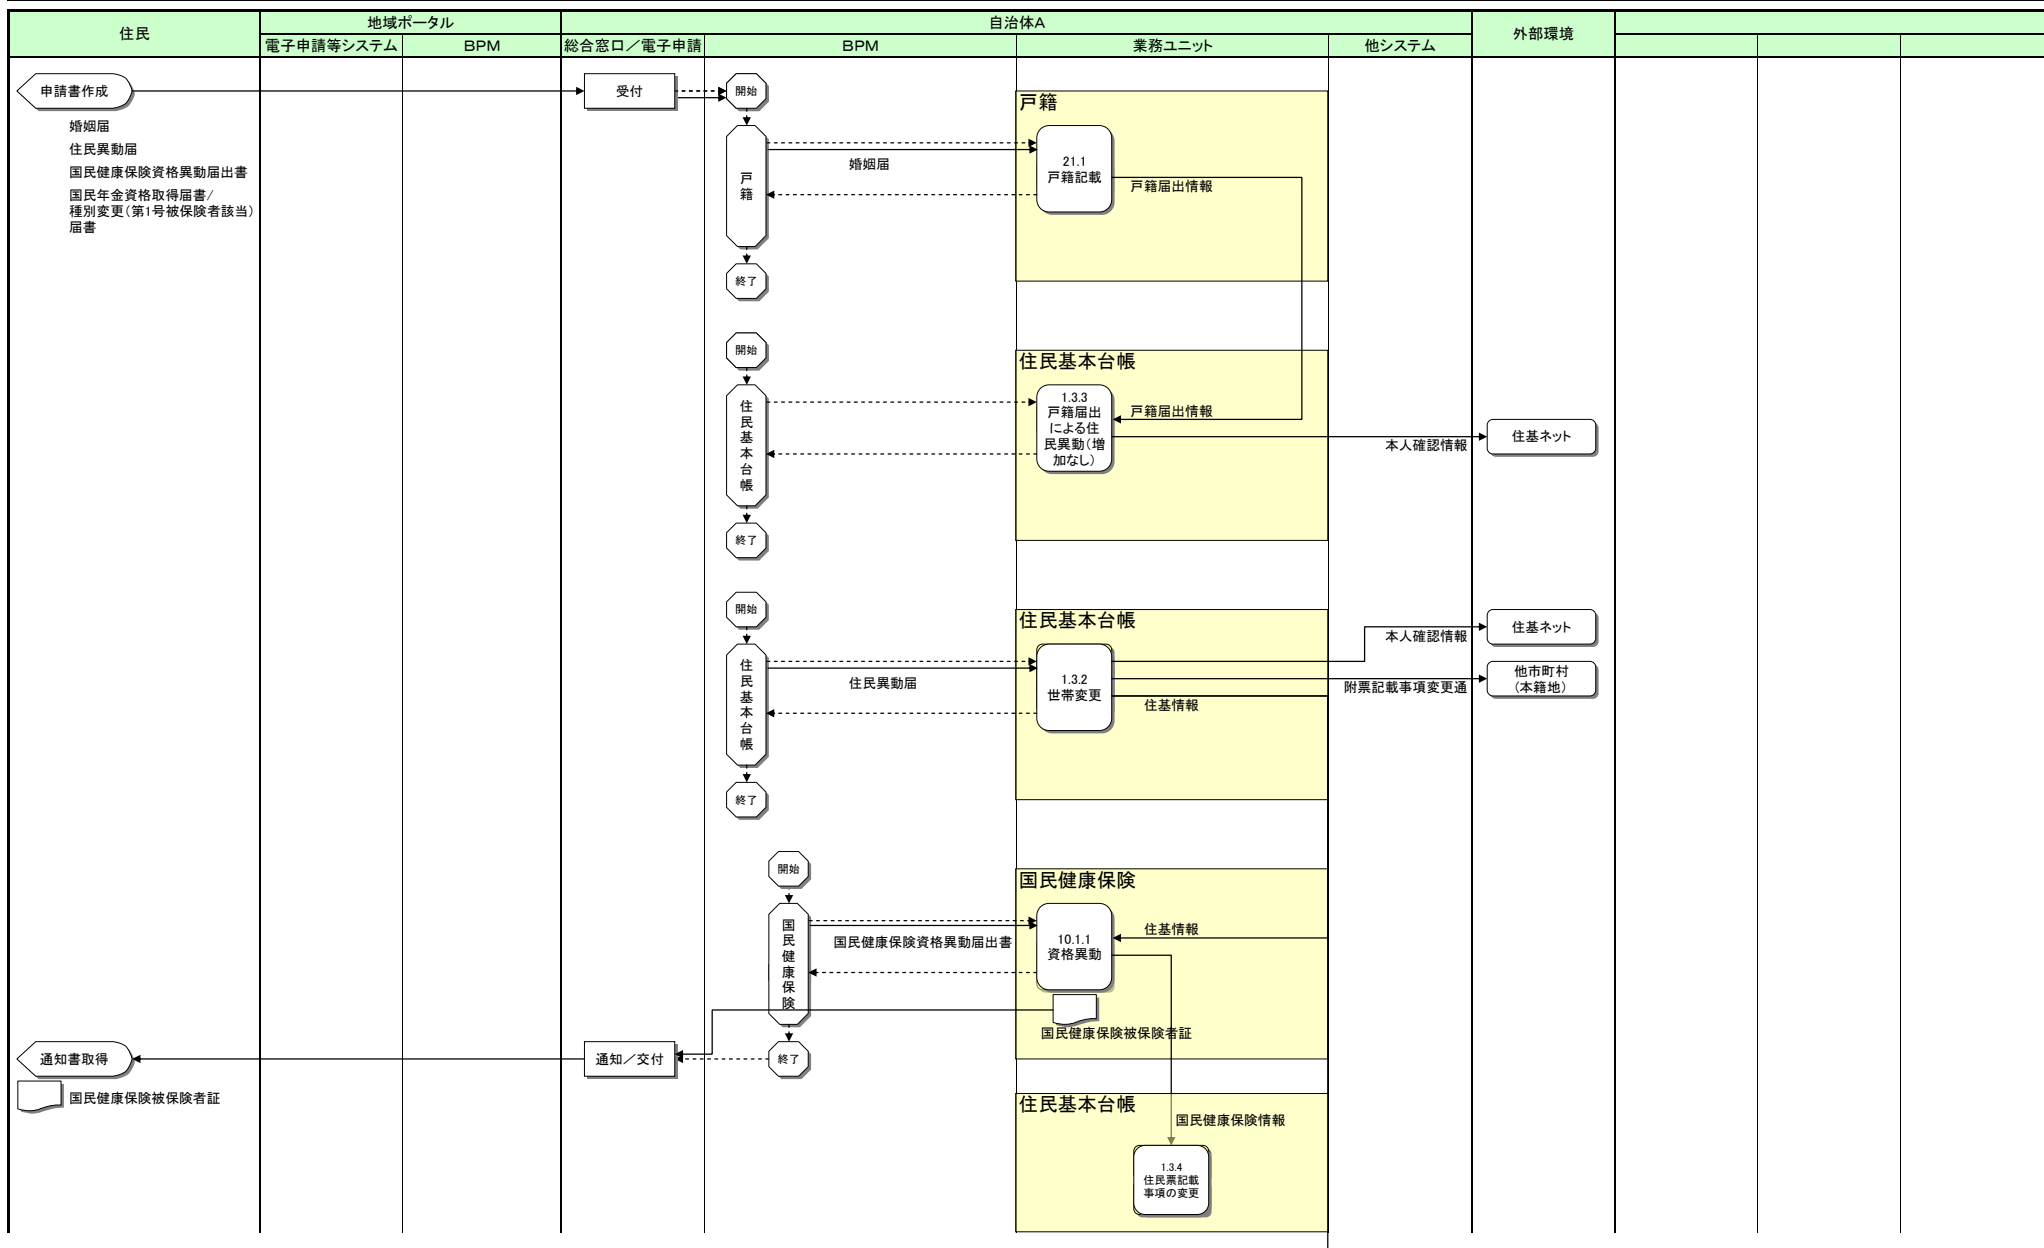 住民
地域ポータル
自治体A
外部環境
電子申請等システム
BPM
総合窓口／電子申請
BPM
業務ユニット
他システム
申請書作成
婚姻届
住民異動届
国民健康保険資格異動届出書
国民年金資格取得届書/
種別変更（第1号被保険者該当）
届書
受付
開始
戸籍
終了
婚姻届
戸籍
21.1
戸籍記載
戸籍届出情報
開始
住民基本台帳
終了
住民基本台帳
1.3.3
戸籍届出
による住
民異動（増
加なし）
戸籍届出情報
本人確認情報
住基ネット
開始
住民基本台帳
終了
住民異動届
住民基本台帳
1.3.2
世帯変更
住基情報
本人確認情報
附票記載事項変更通
住基ネット
他市町村
（本籍地）
開始
国民健康保険
終了
国民健康保険資格異動届出書
国民健康保険
10.1.1
資格異動
住基情報
国民健康保険被保険者証
通知／交付
通知書取得
国民健康保険被保険者証
住民基本台帳
国民健康保険情報
1.3.4
住民票記載
事項の変更